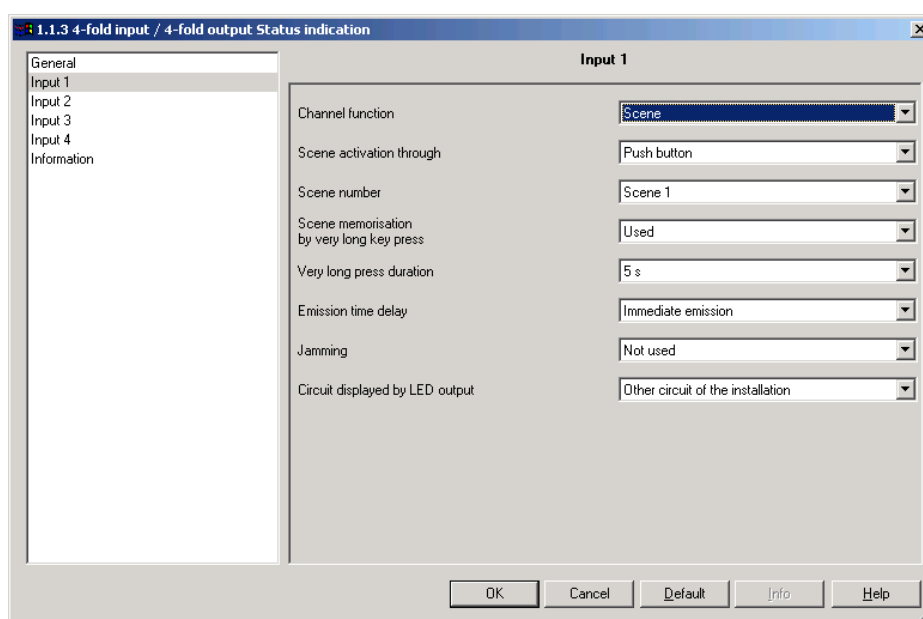 1.1.3 4-fold input / 4-fold output Status indication
General
Input 1
Input 2
Input 3
Input 4
Information
Input 1
Channel function
Scene
Scene activation through
Push button
Scene number
Scene 1
Scene memorisation
by very long key press
Used
Very long press duration
5 s
Emission time delay
Immediate emission
Jamming
Not used
Circuit displayed by LED output
Other circuit of the installation
OK
Cancel
Default
Info
Help